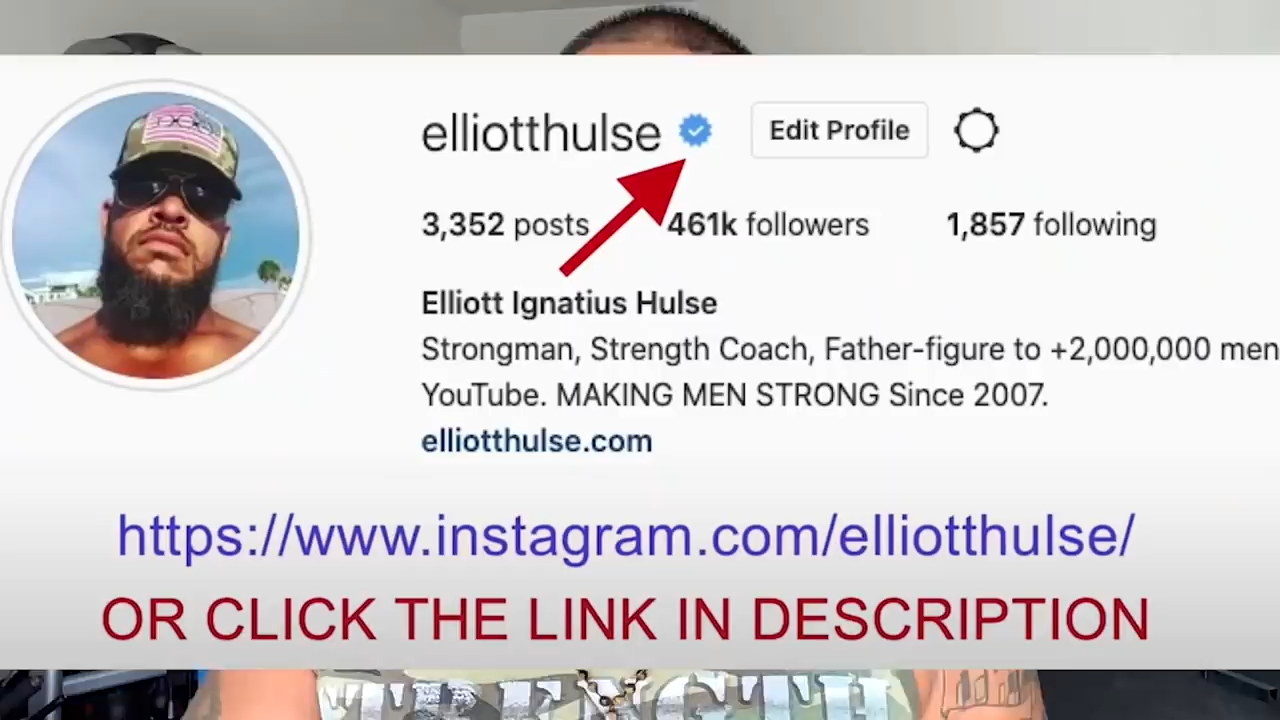 elliotthulse Edit Profile
3,352 posts 461k followers 1,857 following
Elliott Ignatius Hulse
Strongman, Strength Coach, Father-figure to +2,000,000 men
YouTube. MAKING MEN STRONG Since 2007.
elliotthulse.com
https://www.instagram.com/elliotthulse/
OR CLICK THE LINK IN DESCRIPTION